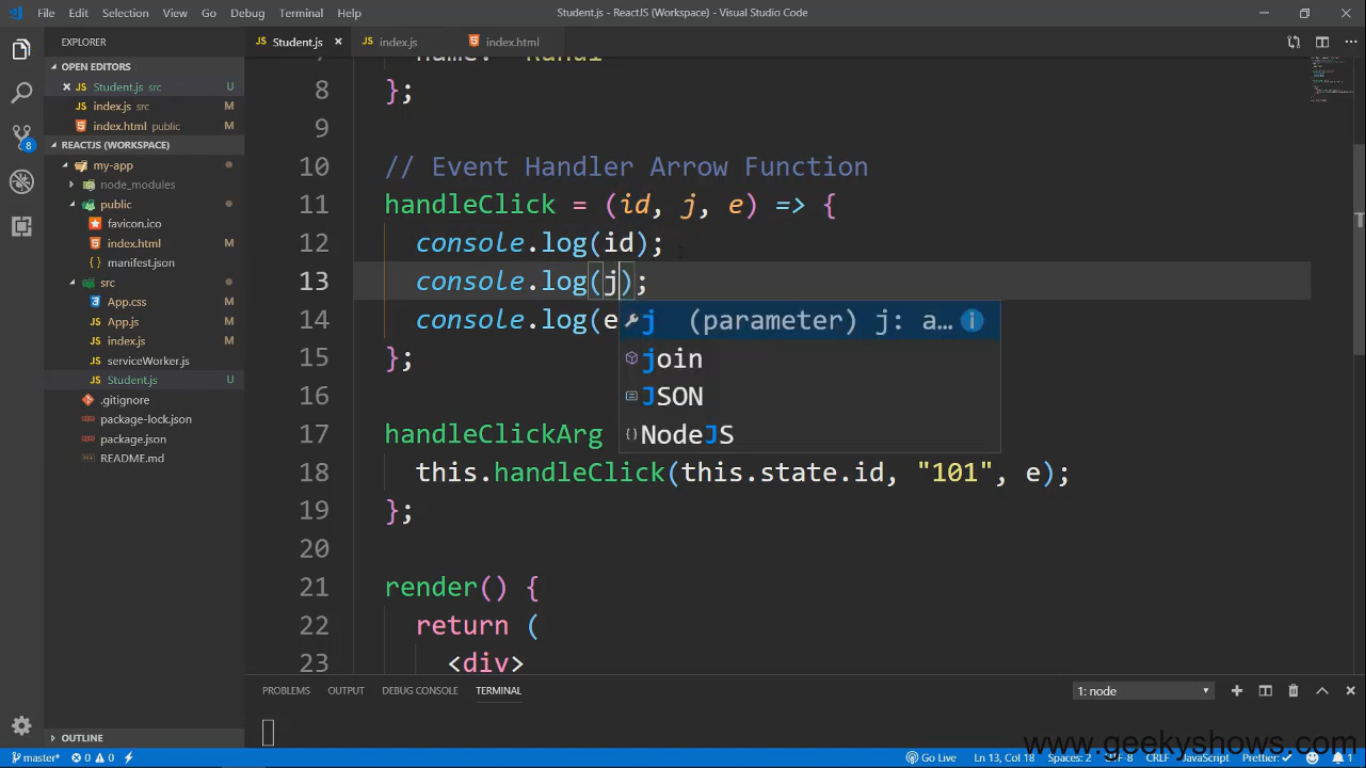 File Edit Selection View Go Debug Terminal Help
Student.js - ReactJS (Workspace) - Visual Studio Code
EXPLORER
OPEN EDITORS
Student.js src U
index.js src M
index.html public M
REACTJS (WORKSPACE)
my-app
node_modules
public
favicon.ico
index.html M
manifest.json
src
App.css M
App.js M
index.js M
serviceWorker.js
Student.js U
.gitignore
package-lock.json
package.json
README.md
OUTLINE
Student.js index.js index.html
8 };
9
10 // Event Handler Arrow Function
11 handleClick = (id, j, e) => {
12 console.log(id);
13 console.log(j);
14 console.log(e
15 };
16
17 handleClickArg
18 this.handleClick(this.state.id, "101", e);
19 };
20
21 render() {
22 return (
23 <div>
j (parameter) j: a…
join
JSON
NodeJS
PROBLEMS OUTPUT DEBUG CONSOLE TERMINAL
1: node
8
master* 0 0
Go Live Ln 13, Col 18 Spaces: 2 UTF-8 CRLF JavaScript Prettier: ✓ 1
www.geekyshows.com